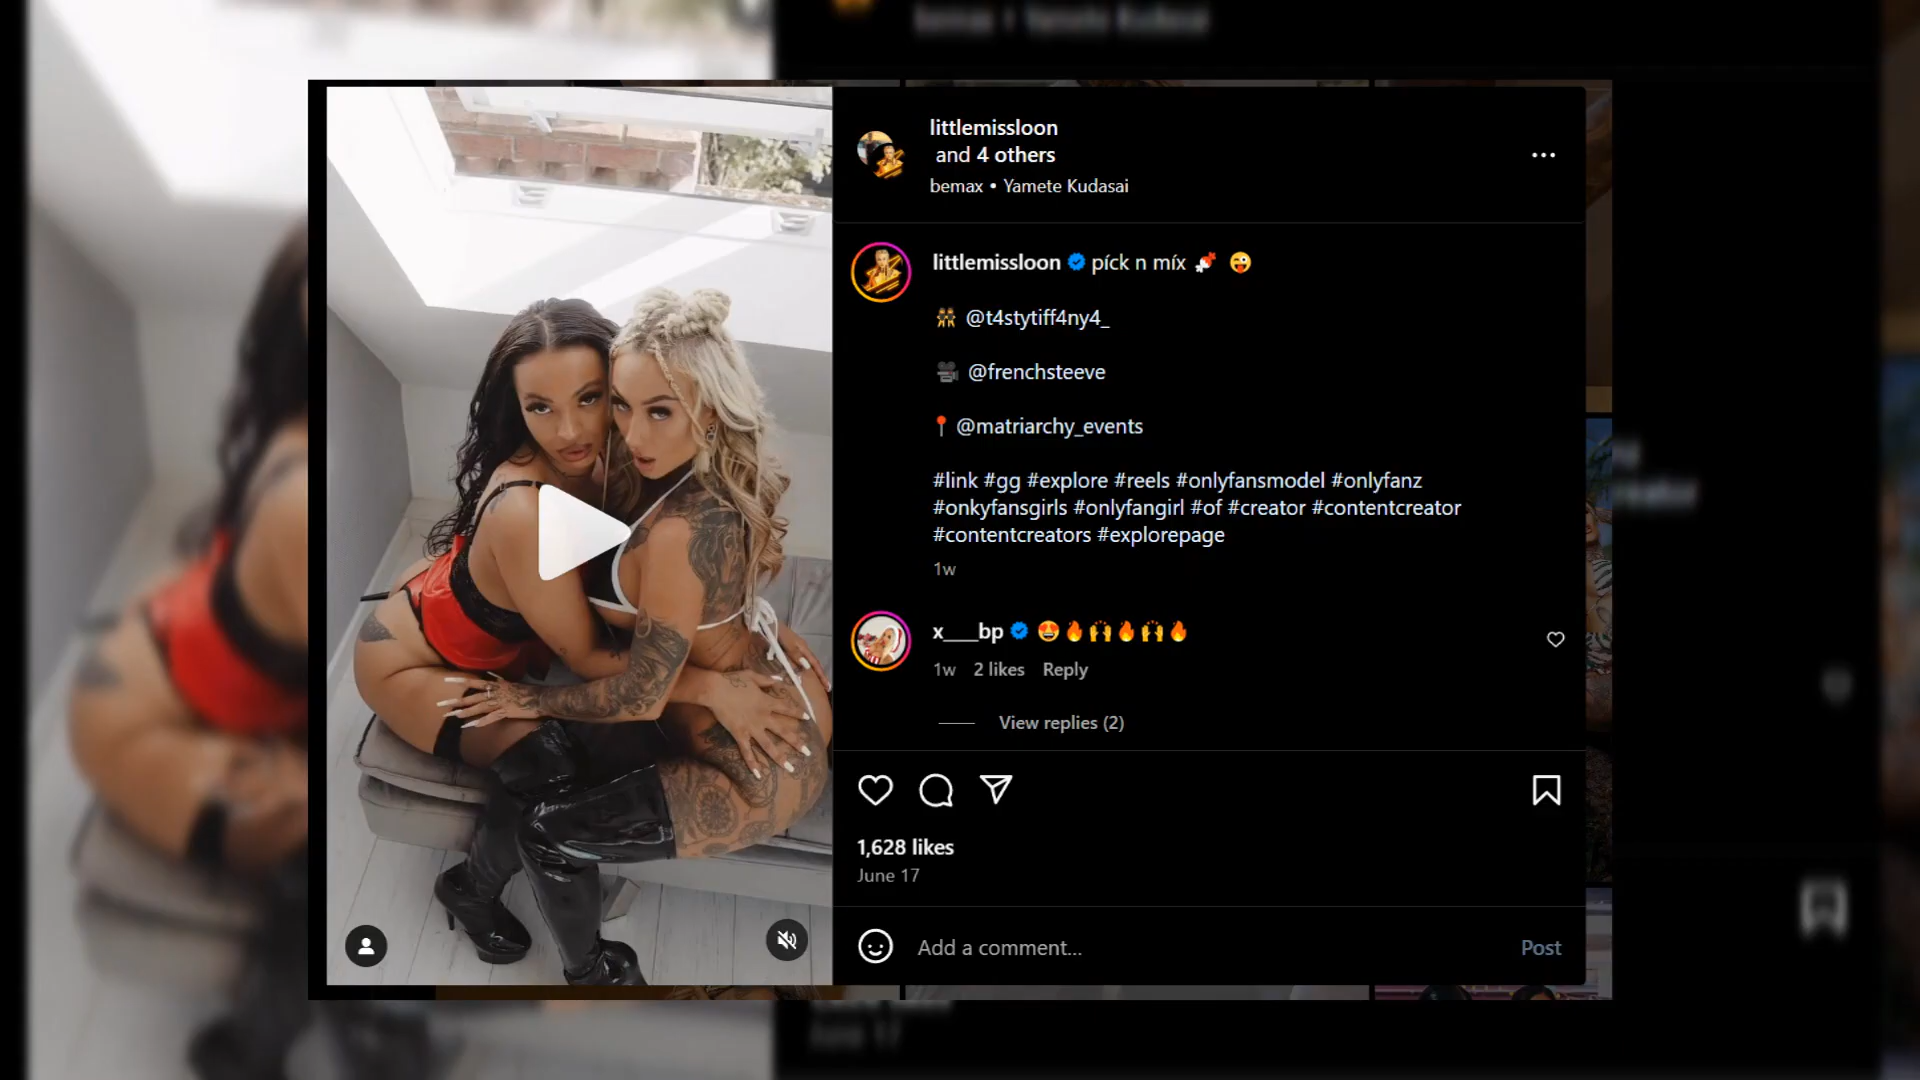 littlemissloon
and 4 others
bemax • Yamete Kudasai
littlemissloon píck n míx 🍬 😜
👯 @t4stytiff4ny4_
🎥 @frenchsteeve
📍 @matriarchy_events
#link #gg #explore #reels #onlyfansmodel #onlyfanz
#onkyfansgirls #onlyfangirl #of #creator #contentcreator
#contentcreators #explorepage
1w
x___bp 😍🔥🙌🔥🙌🔥
1w 2 likes Reply
View replies (2)
1,628 likes
June 17
Add a comment... Post